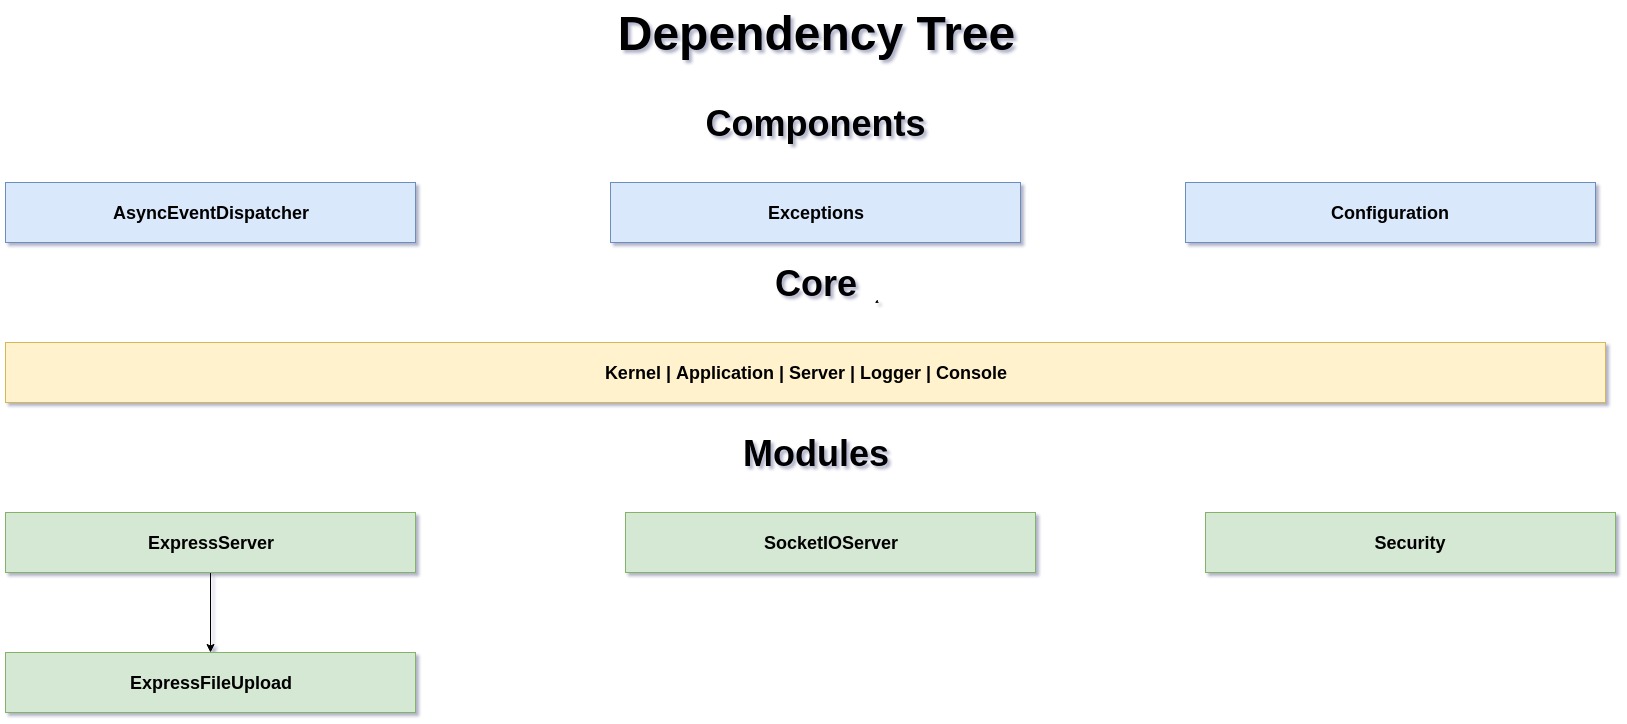 Dependency Tree
Components
AsyncEventDispatcher
Exceptions
Configuration
Core
Kernel | Application | Server | Logger | Console
Modules
ExpressServer
SocketIOServer
Security
ExpressFileUpload